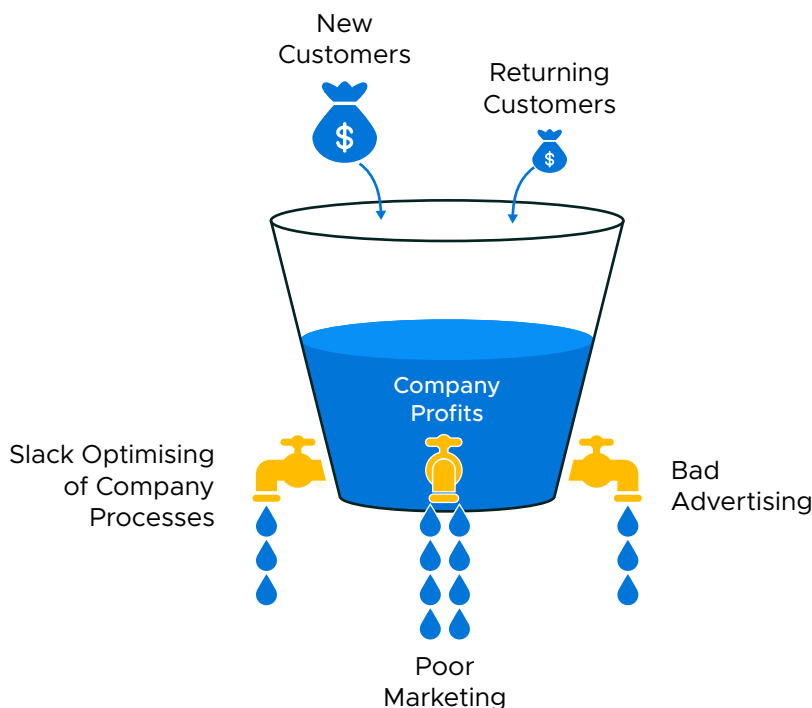 New
Customers
Returning
Customers
$
$
Company
Profits
Slack Optimising
of Company
Processes
Bad
Advertising
Poor
Marketing